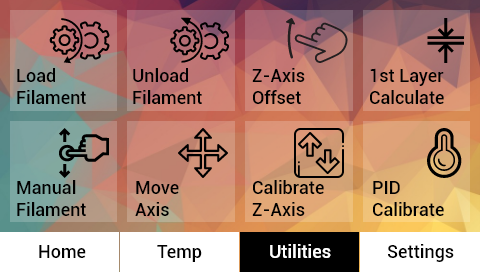 Load
Filament
Unload
Filament
Z-Axis
Offset
1st Layer
Calculate
Manual
Filament
Move
Axis
Calibrate
Z-Axis
PID
Calibrate
Home
Temp
Utilities
Settings